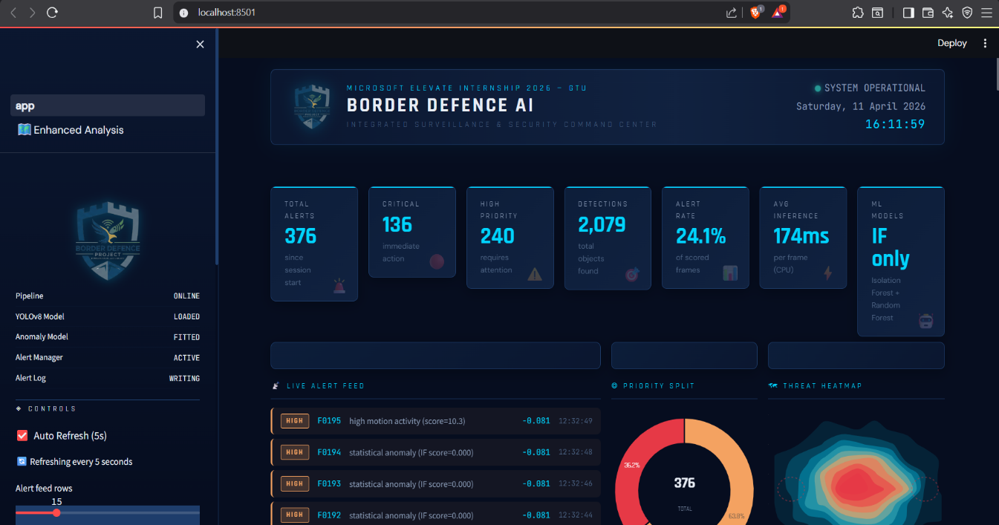 localhost:8501
1
1
Deploy
app
Enhanced Analysis
BORDER DEFENCE
PROJECT
Pipeline ONLINE
YOLOv8 Model LOADED
Anomaly Model FITTED
Alert Manager ACTIVE
Alert Log WRITING
CONTROLS
Auto Refresh (5s)
Refreshing every 5 seconds
Alert feed rows
15
MICROSOFT ELEVATE INTERNSHIP 2026 — GTU
BORDER DEFENCE AI
INTEGRATED SURVEILLANCE & SECURITY COMMAND CENTER
SYSTEM OPERATIONAL
Saturday, 11 April 2026
16:11:59
TOTAL
ALERTS
376
since
session
start
CRITICAL
136
immediate
action
HIGH
PRIORITY
240
requires
attention
DETECTIONS
2,079
total
objects
found
ALERT
RATE
24.1%
of scored
frames
AVG
INFERENCE
174ms
per frame
(CPU)
ML
MODELS
IF
only
Isolation
Forest +
Random
Forest
LIVE ALERT FEED
HIGH F0195 high motion activity (score=10.3) -0.081 12:32:49
HIGH F0194 statistical anomaly (IF score=0.000) -0.081 12:32:48
HIGH F0193 statistical anomaly (IF score=0.000) -0.081 12:32:46
HIGH F0192 statistical anomaly (IF score=0.000) -0.081 12:32:44
PRIORITY SPLIT
36.2%
376
TOTAL
63.8%
THREAT HEATMAP